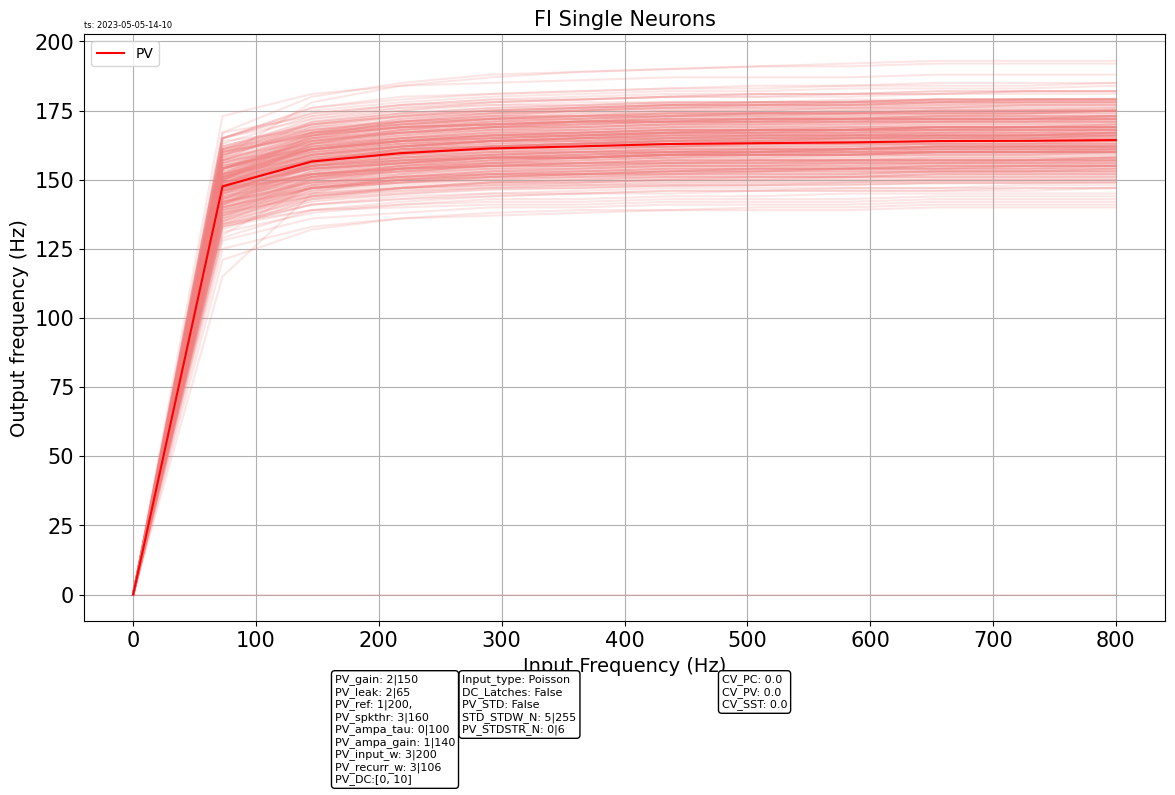 FI Single Neurons
ts: 2023-05-05-14-10
PV
Output frequency (Hz)
200
175
150
125
100
75
50
25
0
0 100 200 300 400 500 600 700 800
Input Frequency (Hz)
PV_gain: 2|150
PV_leak: 2|65
PV_ref: 1|200,
PV_spkthr: 3|160
PV_ampa_tau: 0|100
PV_ampa_gain: 1|140
PV_input_w: 3|200
PV_recurr_w: 3|106
PV_DC:[0, 10]
Input_type: Poisson
DC_Latches: False
PV_STD: False
STD_STDW_N: 5|255
PV_STDSTR_N: 0|6
CV_PC: 0.0
CV_PV: 0.0
CV_SST: 0.0